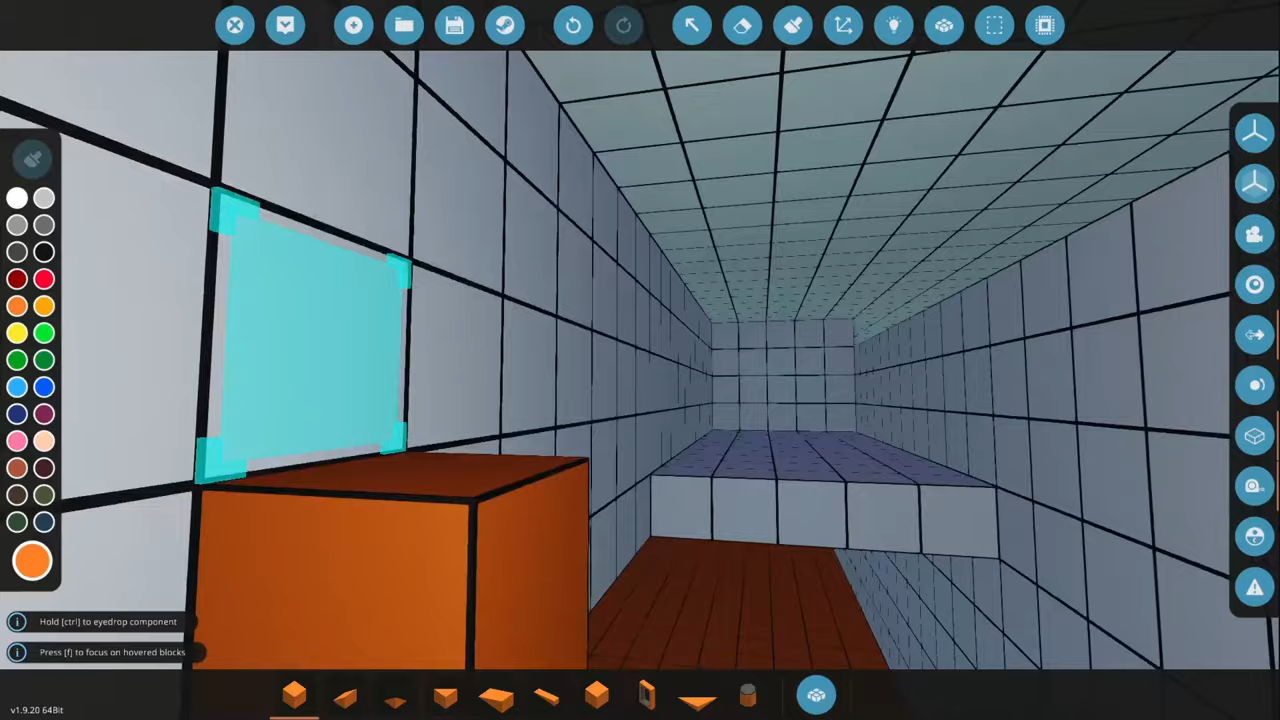 Hold [ctrl] to eyedrop component
Press [f] to focus on hovered blocks
v1.9.20 64Bit